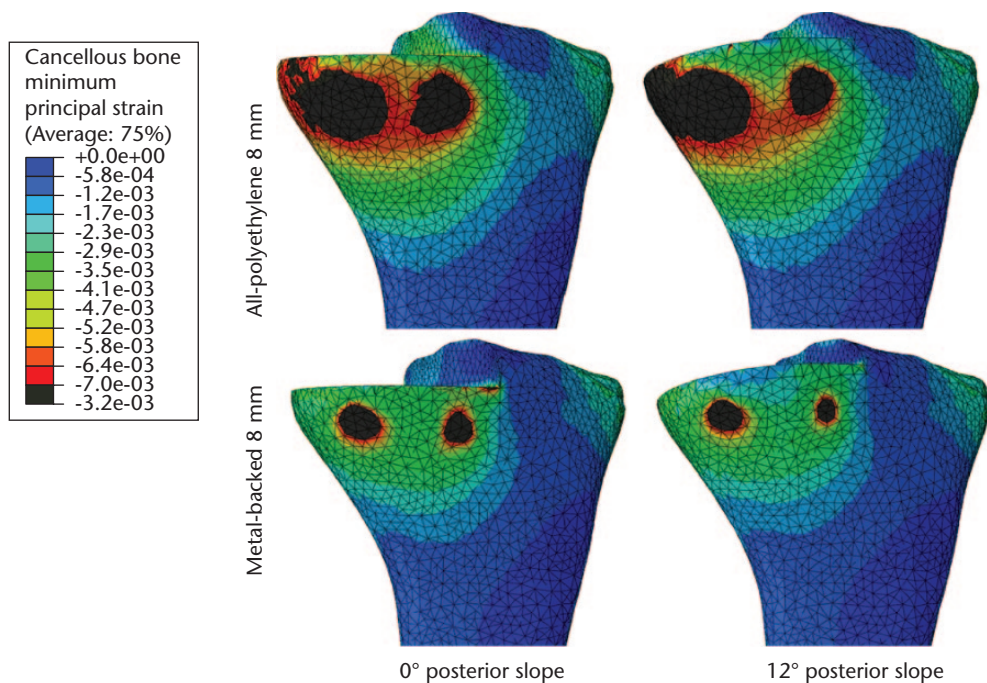 Cancellous bone
minimum
principal strain
(Average: 75%)
+0.0e+00
-5.8e-04
-1.2e-03
-1.7e-03
-2.3e-03
-2.9e-03
-3.5e-03
-4.1e-03
-4.7e-03
-5.2e-03
-5.8e-03
-6.4e-03
-7.0e-03
-3.2e-03
All-polyethylene 8 mm
Metal-backed 8 mm
0° posterior slope
12° posterior slope